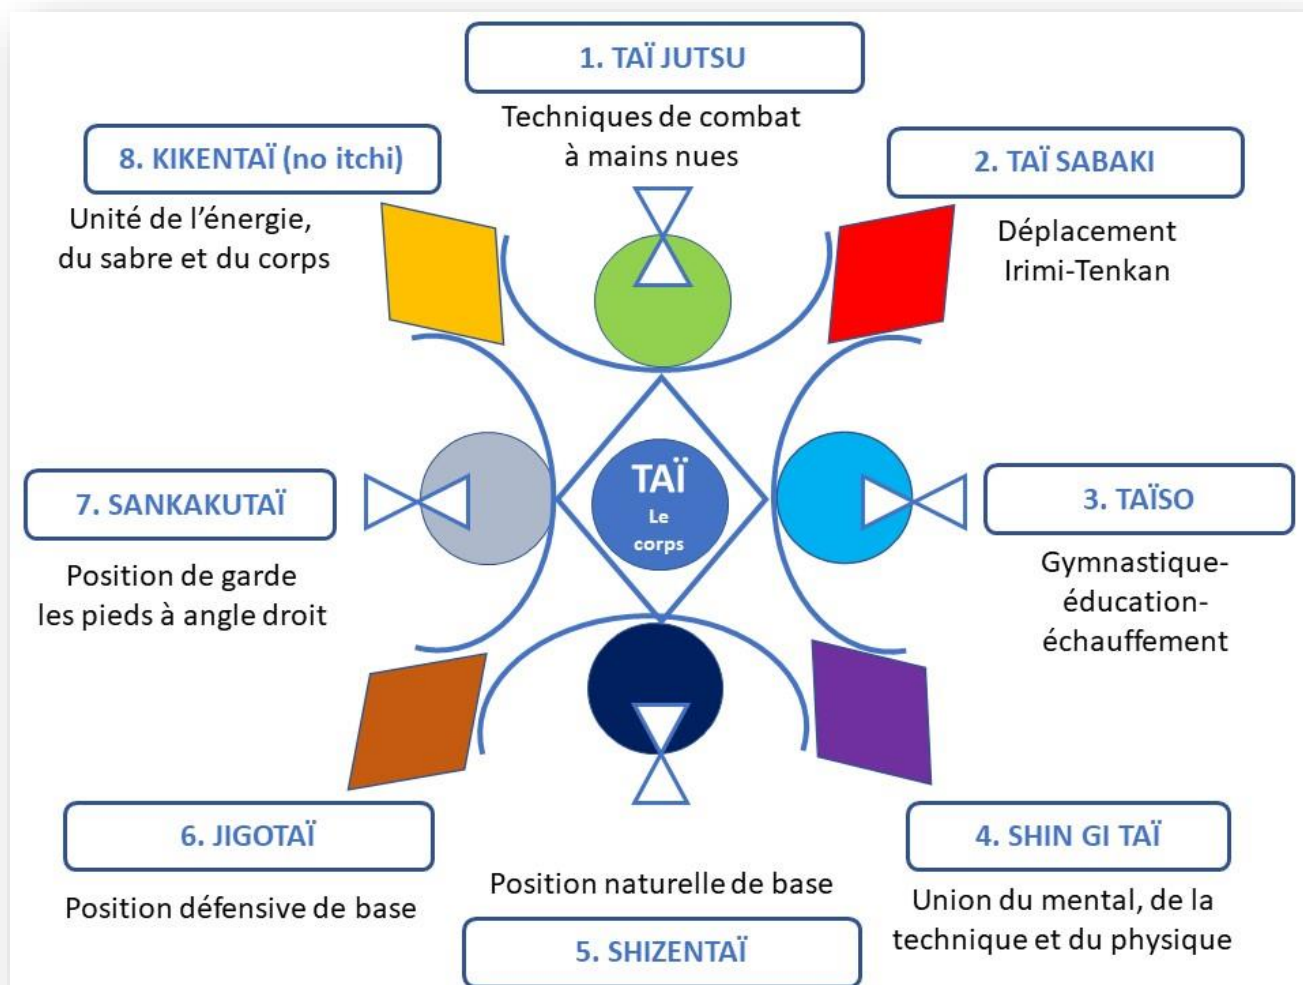 1. TAÏ JUTSU
Techniques de combat
à mains nues
2. TAÏ SABAKI
Déplacement
Irimi-Tenkan
3. TAÏSO
Gymnastique-
éducation-
échauffement
4. SHIN GI TAÏ
Union du mental, de la
technique et du physique
Position naturelle de base
5. SHIZENTAÏ
6. JIGOTAÏ
Position défensive de base
7. SANKAKUTAÏ
Position de garde
les pieds à angle droit
8. KIKENTAÏ (no itchi)
Unité de l’énergie,
du sabre et du corps
TAÏ
Le
corps